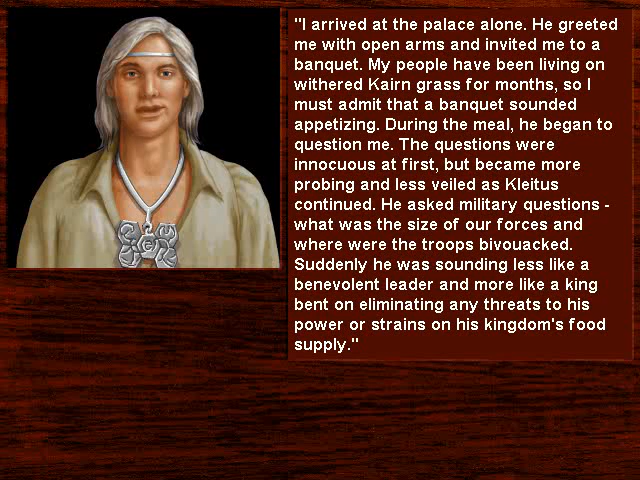 "I arrived at the palace alone. He greeted
me with open arms and invited me to a
banquet. My people have been living on
withered Kairn grass for months, so I
must admit that a banquet sounded
appetizing. During the meal, he began to
question me. The questions were
innocuous at first, but became more
probing and less veiled as Kleitus
continued. He asked military questions -
what was the size of our forces and
where were the troops bivouacked.
Suddenly he was sounding less like a
benevolent leader and more like a king
bent on eliminating any threats to his
power or strains on his kingdom's food
supply."